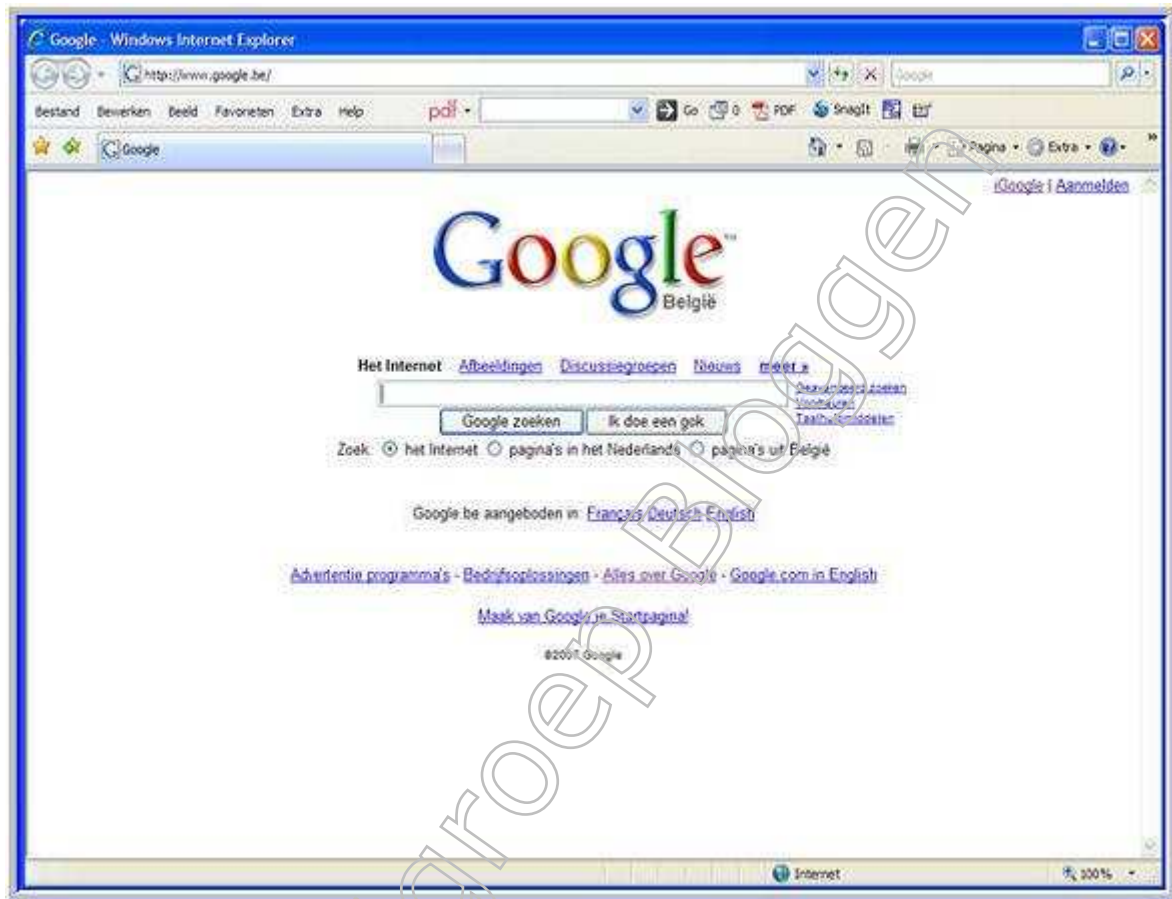 Google - Windows Internet Explorer
http://www.google.be/ Google
Bestand Bewerken Beeld Favorieten Extra Help pdf Go 0 PDF SnagIt
Google Pagina Extra
iGoogle | Aanmelden
Google™
België
Het Internet Afbeeldingen Discussiegroepen Nieuws meer »
Geavanceerd zoeken
Voorkeuren
Taalhulpmiddelen
Google zoeken Ik doe een gok
Zoek: het Internet pagina's in het Nederlands pagina's uit België
Google.be aangeboden in: Français Deutsch English
Advertentie programma's - Bedrijfsoplossingen - Alles over Google - Google.com in English
Maak van Google je Startpagina!
©2007 Google
Internet 100%
groep Bloggen